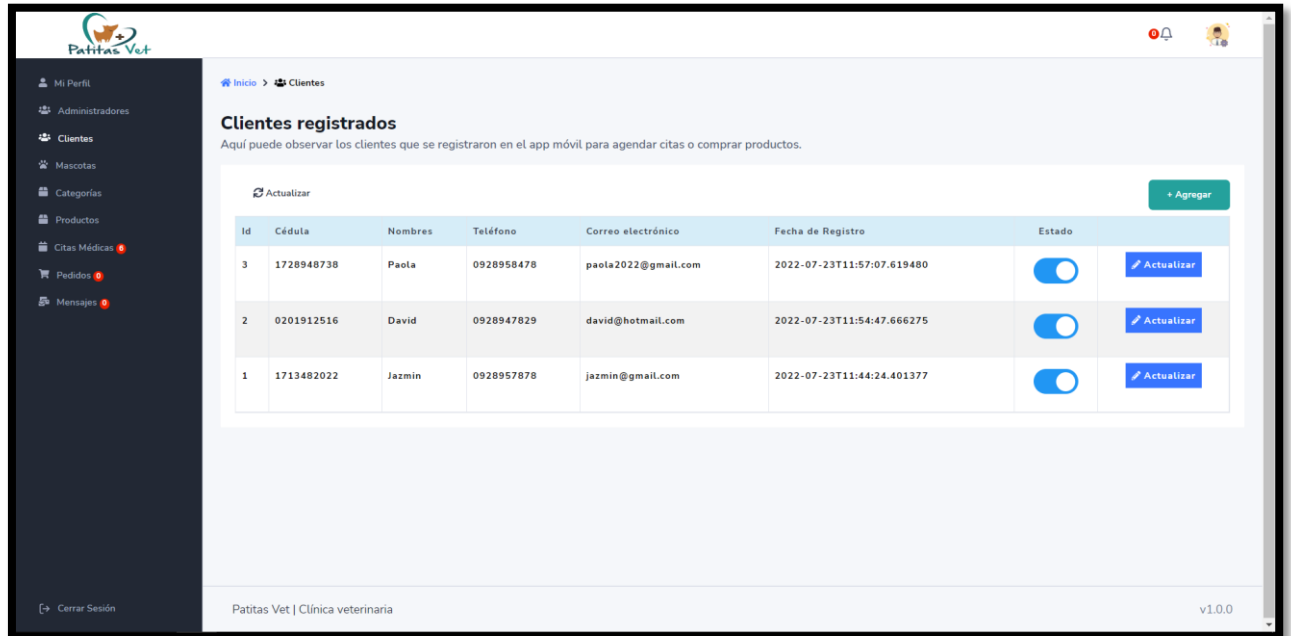 Patitas Vet
0
Mi Perfil
Administradores
Clientes
Mascotas
Categorías
Productos
Citas Médicas 6
Pedidos 0
Mensajes 0
Cerrar Sesión
Inicio > Clientes
Clientes registrados
Aquí puede observar los clientes que se registraron en el app móvil para agendar citas o comprar productos.
Actualizar + Agregar
Id Cédula Nombres Teléfono Correo electrónico Fecha de Registro Estado
3 1728948738 Paola 0928958478 paola2022@gmail.com 2022-07-23T11:57:07.619480 Actualizar
2 0201912516 David 0928947829 david@hotmail.com 2022-07-23T11:54:47.666275 Actualizar
1 1713482022 Jazmin 0928957878 jazmin@gmail.com 2022-07-23T11:44:24.401377 Actualizar
Patitas Vet | Clínica veterinaria v1.0.0